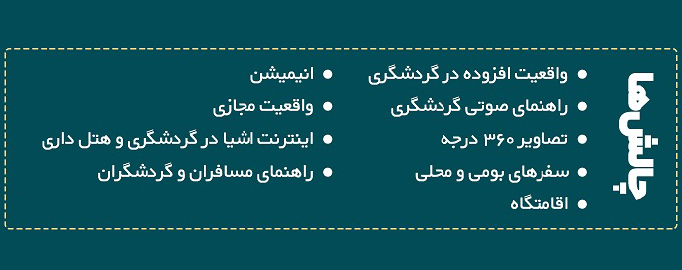 چالش‌ها
واقعیت افزوده در گردشگری
راهنمای صوتی گردشگری
تصاویر ۳۶۰ درجه
سفرهای بومی و محلی
اقامتگاه
انیمیشن
واقعیت مجازی
اینترنت اشیا در گردشگری و هتل داری
راهنمای مسافران و گردشگران